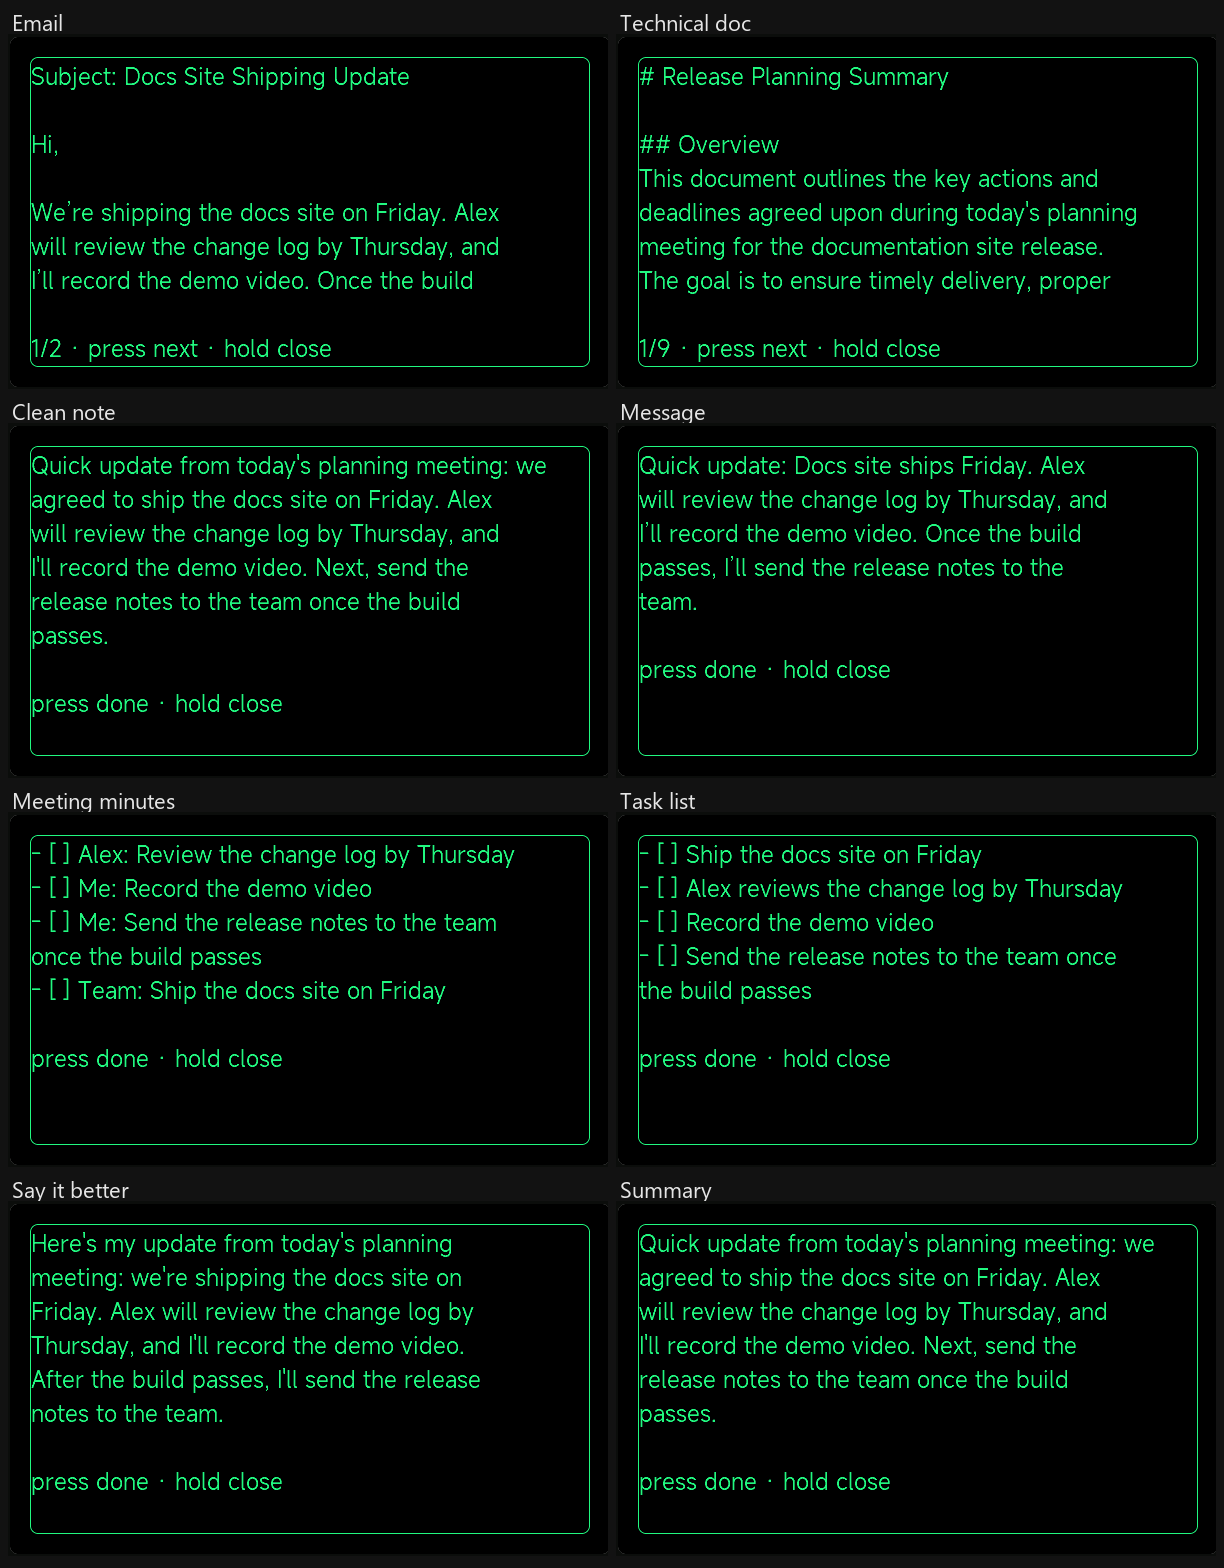 Email
Subject: Docs Site Shipping Update
Hi,
We’re shipping the docs site on Friday. Alex
will review the change log by Thursday, and
I’ll record the demo video. Once the build
1/2 · press next · hold close
Technical doc
# Release Planning Summary
## Overview
This document outlines the key actions and
deadlines agreed upon during today's planning
meeting for the documentation site release.
The goal is to ensure timely delivery, proper
1/9 · press next · hold close
Clean note
Quick update from today's planning meeting: we
agreed to ship the docs site on Friday. Alex
will review the change log by Thursday, and
I'll record the demo video. Next, send the
release notes to the team once the build
passes.
press done · hold close
Message
Quick update: Docs site ships Friday. Alex
will review the change log by Thursday, and
I’ll record the demo video. Once the build
passes, I’ll send the release notes to the
team.
press done · hold close
Meeting minutes
- [ ] Alex: Review the change log by Thursday
- [ ] Me: Record the demo video
- [ ] Me: Send the release notes to the team
once the build passes
- [ ] Team: Ship the docs site on Friday
press done · hold close
Task list
- [ ] Ship the docs site on Friday
- [ ] Alex reviews the change log by Thursday
- [ ] Record the demo video
- [ ] Send the release notes to the team once
the build passes
press done · hold close
Say it better
Here's my update from today's planning
meeting: we're shipping the docs site on
Friday. Alex will review the change log by
Thursday, and I'll record the demo video.
After the build passes, I'll send the release
notes to the team.
press done · hold close
Summary
Quick update from today's planning meeting: we
agreed to ship the docs site on Friday. Alex
will review the change log by Thursday, and
I'll record the demo video. Next, send the
release notes to the team once the build
passes.
press done · hold close